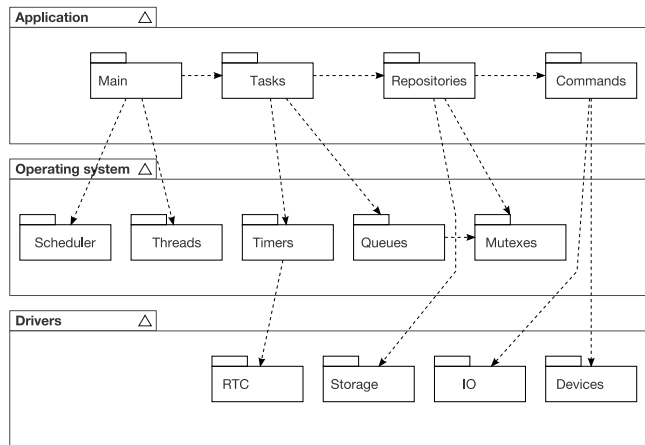 Application
Main
Tasks
Repositories
Commands
Operating system
Scheduler
Threads
Timers
Queues
Mutexes
Drivers
RTC
Storage
IO
Devices